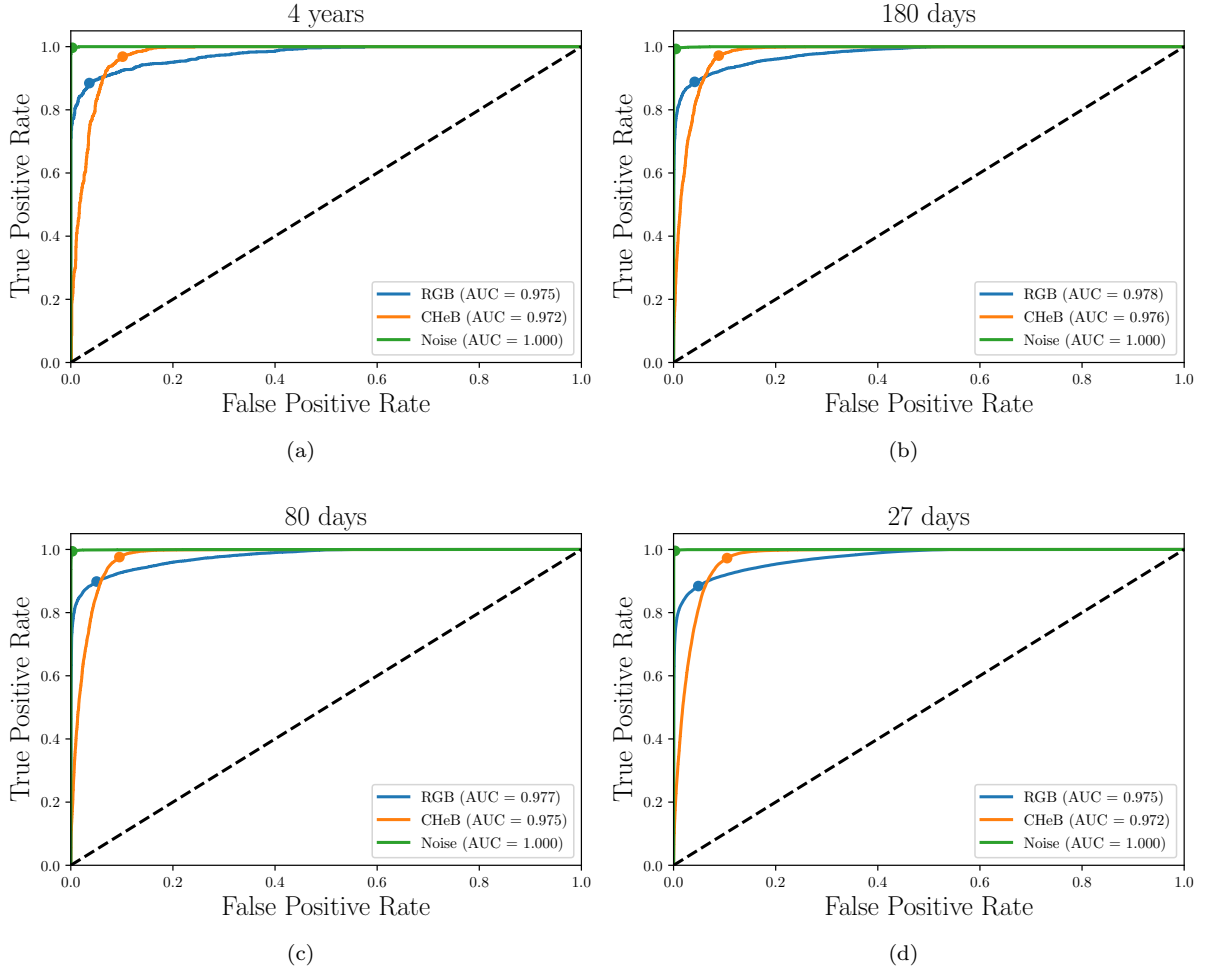 4 years
True Positive Rate
1.0
0.8
0.6
0.4
0.2
0.0
RGB (AUC = 0.975)
CHeB (AUC = 0.972)
Noise (AUC = 1.000)
0.0 0.2 0.4 0.6 0.8 1.0
False Positive Rate
(a)
180 days
True Positive Rate
1.0
0.8
0.6
0.4
0.2
0.0
RGB (AUC = 0.978)
CHeB (AUC = 0.976)
Noise (AUC = 1.000)
0.0 0.2 0.4 0.6 0.8 1.0
False Positive Rate
(b)
80 days
True Positive Rate
1.0
0.8
0.6
0.4
0.2
0.0
RGB (AUC = 0.977)
CHeB (AUC = 0.975)
Noise (AUC = 1.000)
0.0 0.2 0.4 0.6 0.8 1.0
False Positive Rate
(c)
27 days
True Positive Rate
1.0
0.8
0.6
0.4
0.2
0.0
RGB (AUC = 0.975)
CHeB (AUC = 0.972)
Noise (AUC = 1.000)
0.0 0.2 0.4 0.6 0.8 1.0
False Positive Rate
(d)